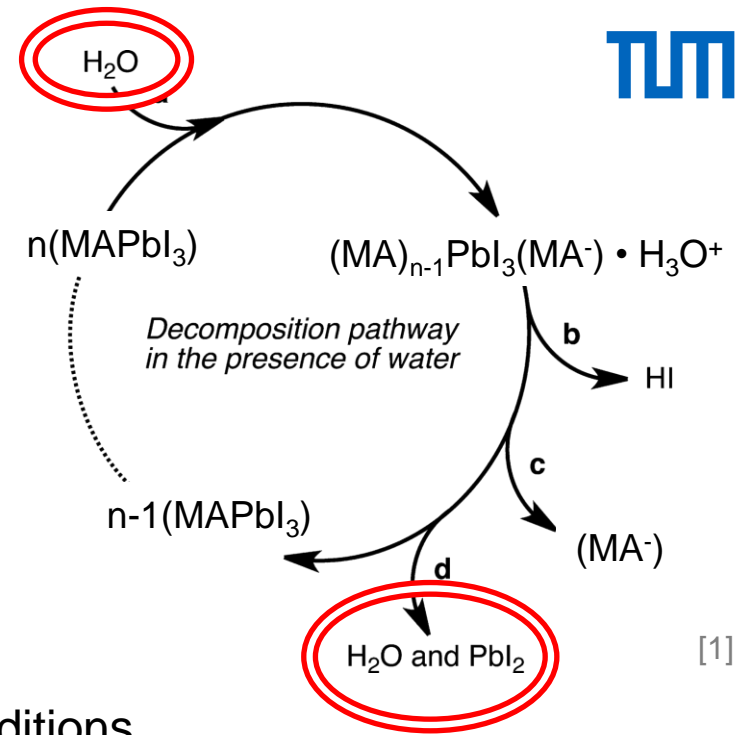 H₂O
TUM
a
n(MAPbI₃)
(MA)ₙ₋₁PbI₃(MA⁻) • H₃O⁺
Decomposition pathway
in the presence of water
b
HI
c
n-1(MAPbI₃)
(MA⁻)
d
H₂O and PbI₂
[1]